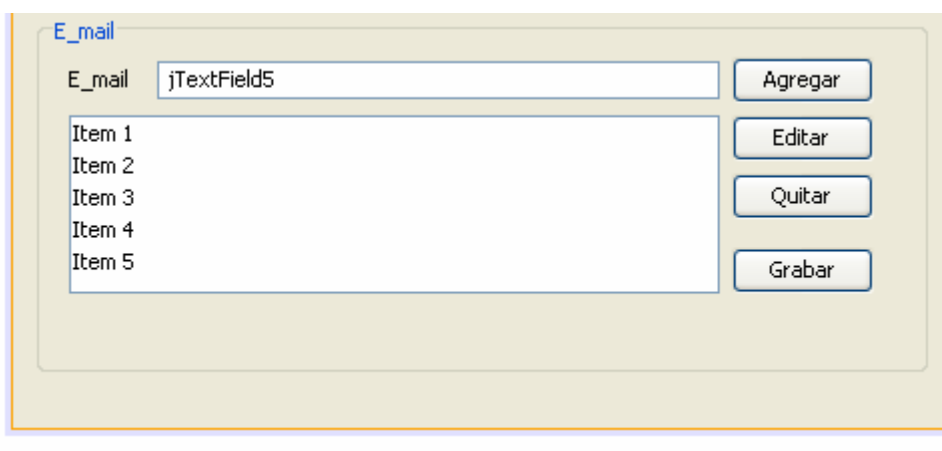 E_mail
E_mail jTextField5 Agregar
Item 1 Editar
Item 2
Item 3 Quitar
Item 4
Item 5 Grabar